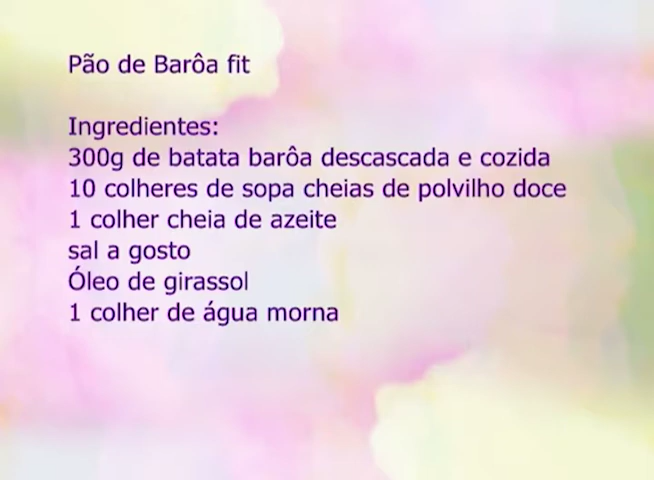 Pão de Barôa fit
Ingredientes:
300g de batata barôa descascada e cozida
10 colheres de sopa cheias de polvilho doce
1 colher cheia de azeite
sal a gosto
Óleo de girassol
1 colher de água morna